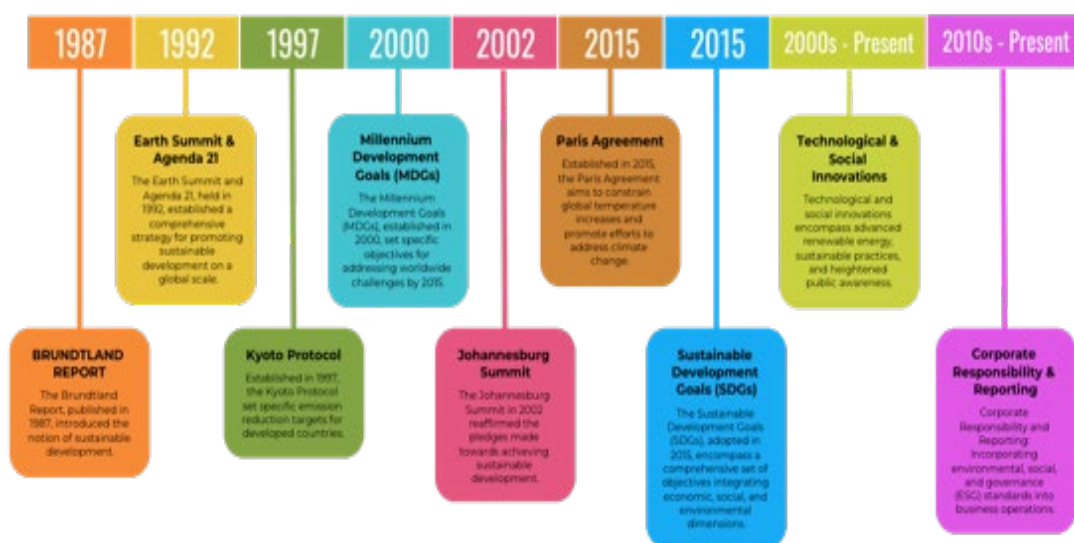 1987
1992
1997
2000
2002
2015
2015
2000s - Present
2010s - Present
Earth Summit &
Agenda 21
The Earth Summit and
Agenda 21, held in
1992, established a
comprehensive
strategy for promoting
sustainable
development on a
global scale.
Millennium
Development
Goals (MDGs)
The Millennium
Development Goals
(MDGs), established in
2000, set specific
objectives for
addressing worldwide
challenges by 2015.
Paris Agreement
Established in 2015,
the Paris Agreement
aims to constrain
global temperature
increases and
promote efforts to
address climate
change.
Technological &
Social
Innovations
Technological and
social innovations
encompass advanced
renewable energy,
sustainable practices,
and heightened
public awareness.
BRUNDTLAND
REPORT
The Brundtland
Report, published in
1987, introduced the
notion of sustainable
development.
Kyoto Protocol
Established in 1997,
the Kyoto Protocol
set specific emission
reduction targets for
developed countries.
Johannesburg
Summit
The Johannesburg
Summit in 2002
reaffirmed the
pledges made
towards achieving
sustainable
development.
Sustainable
Development
Goals (SDGs)
The Sustainable
Development Goals
(SDGs), adopted in
2015, encompass a
comprehensive set of
objectives integrating
economic, social, and
environmental
dimensions.
Corporate
Responsibility &
Reporting
Corporate
Responsibility and
Reporting:
Incorporating
environmental, social,
and governance
(ESG) standards into
business operations.